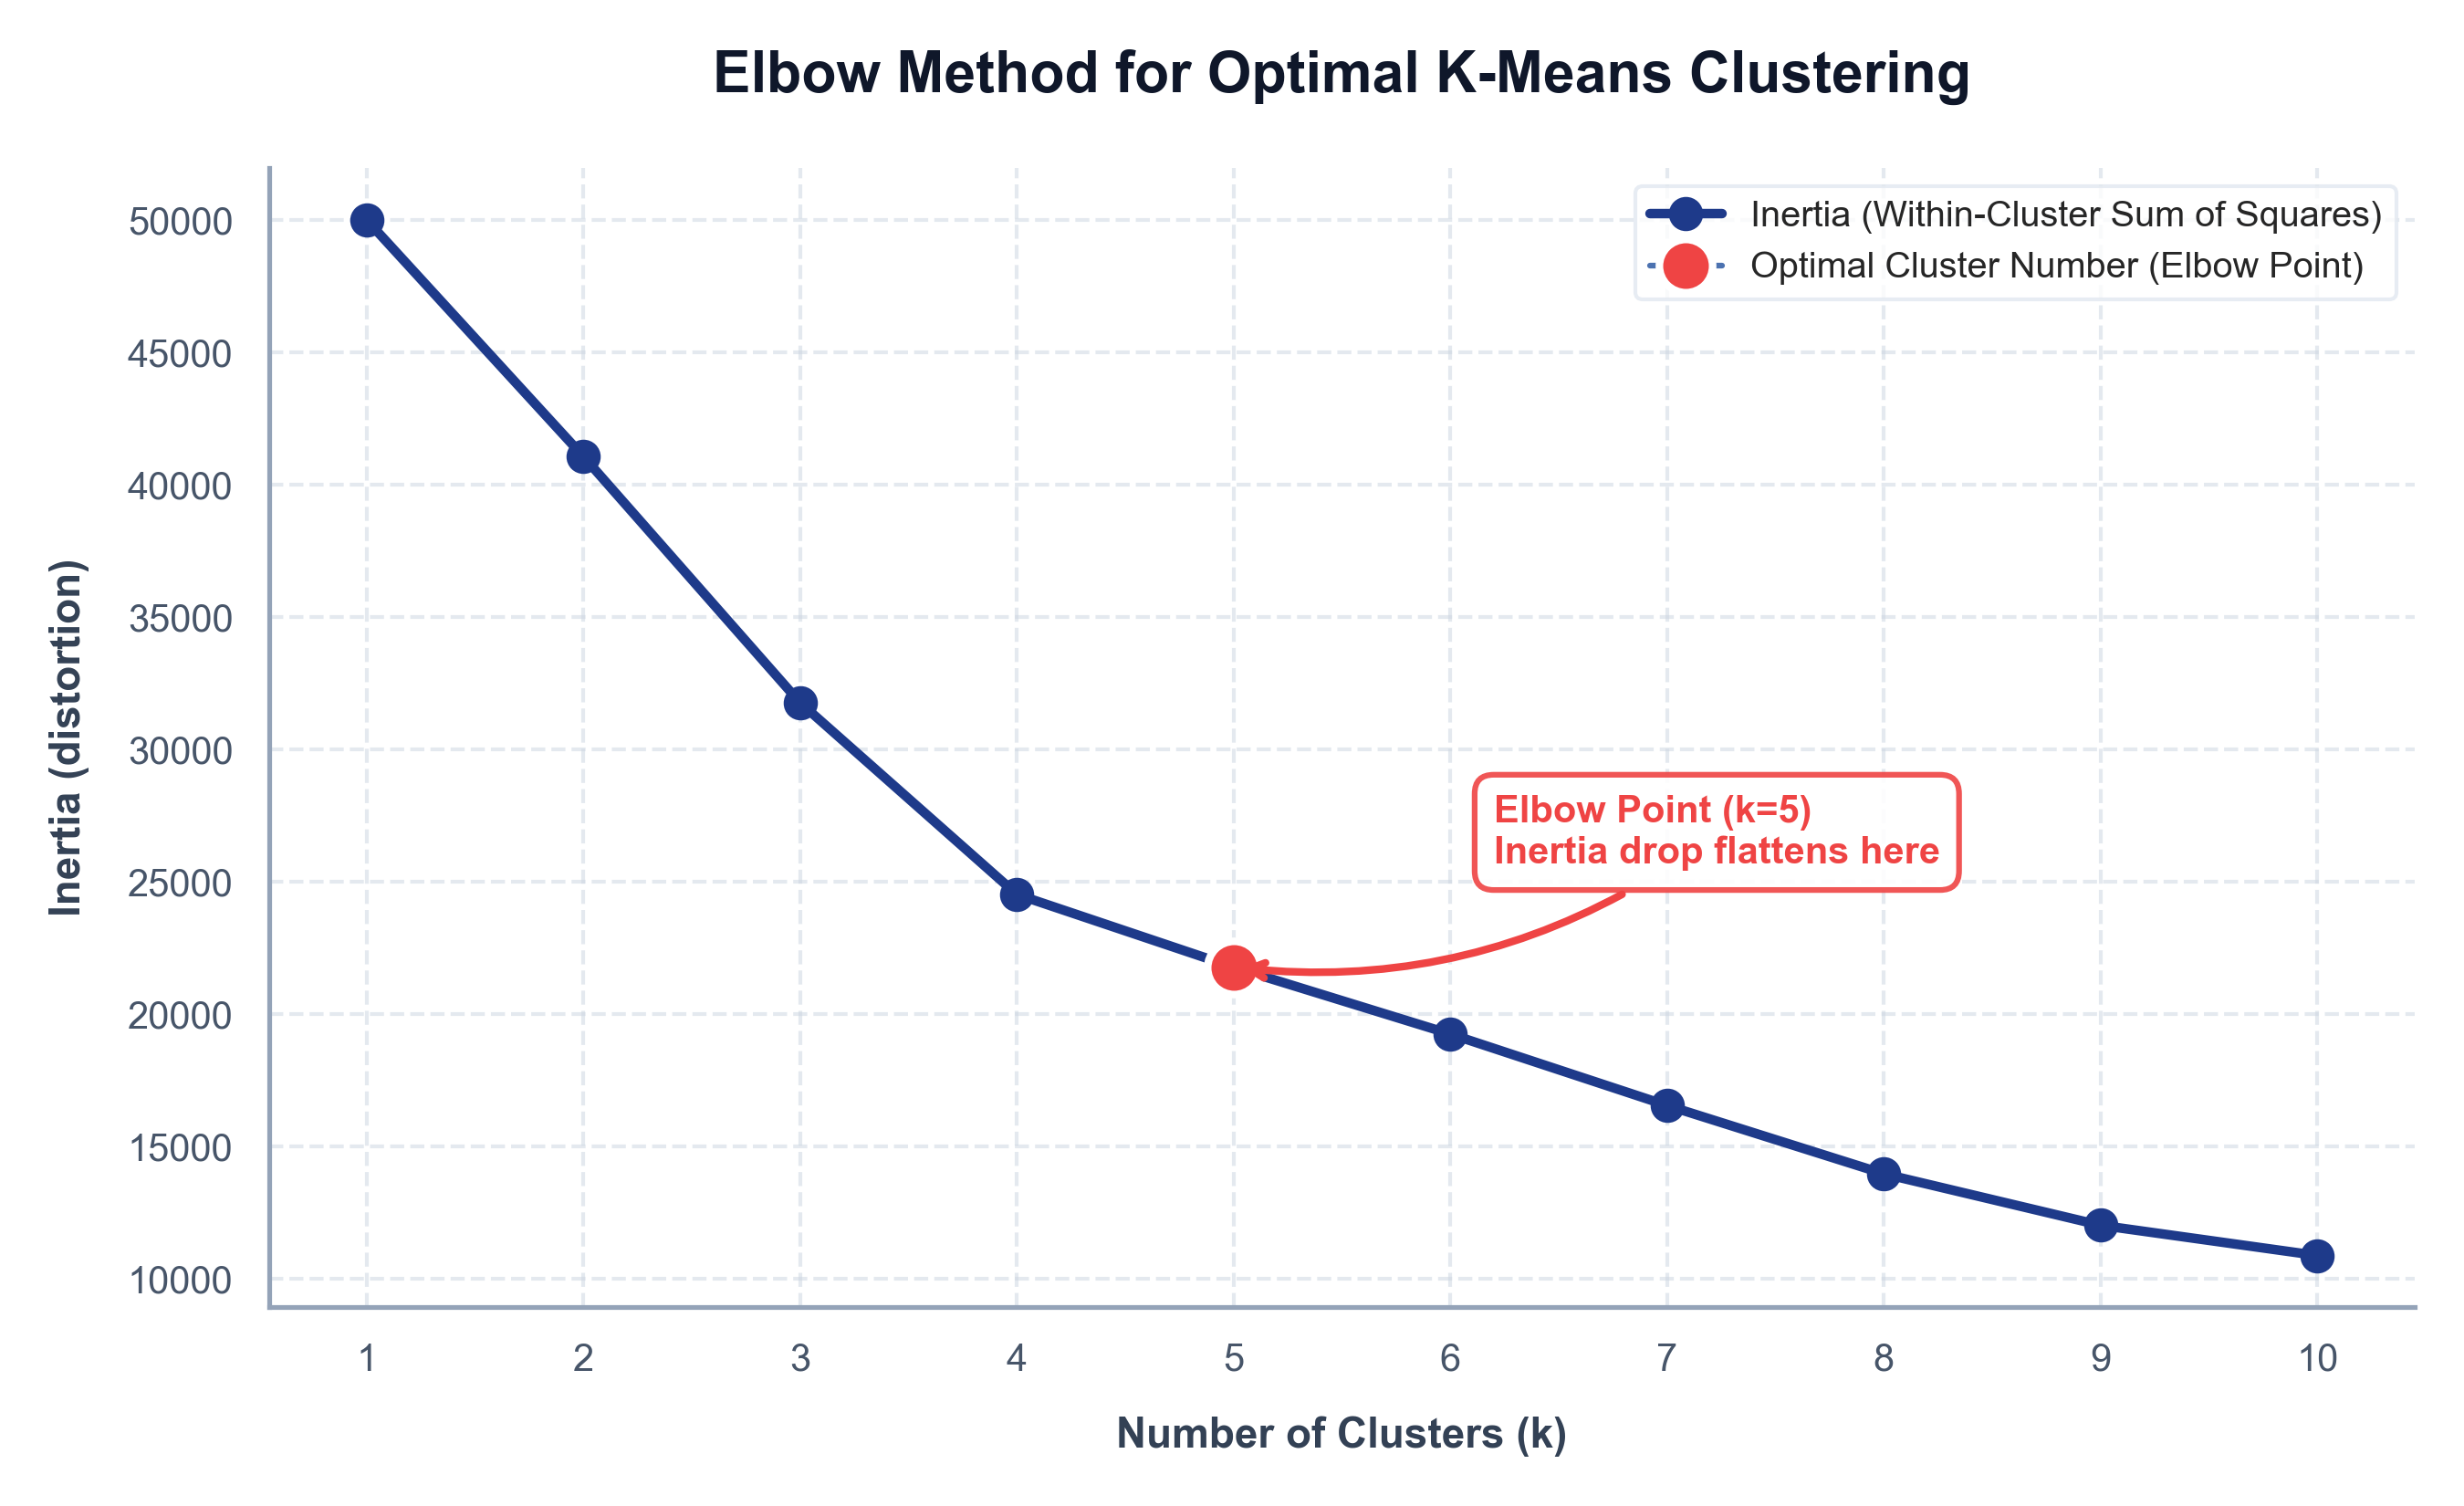 Elbow Method for Optimal K-Means Clustering
Inertia (Within-Cluster Sum of Squares)
Optimal Cluster Number (Elbow Point)
Inertia (distortion)
50000
45000
40000
35000
30000
25000
20000
15000
10000
Elbow Point (k=5)
Inertia drop flattens here
1 2 3 4 5 6 7 8 9 10
Number of Clusters (k)